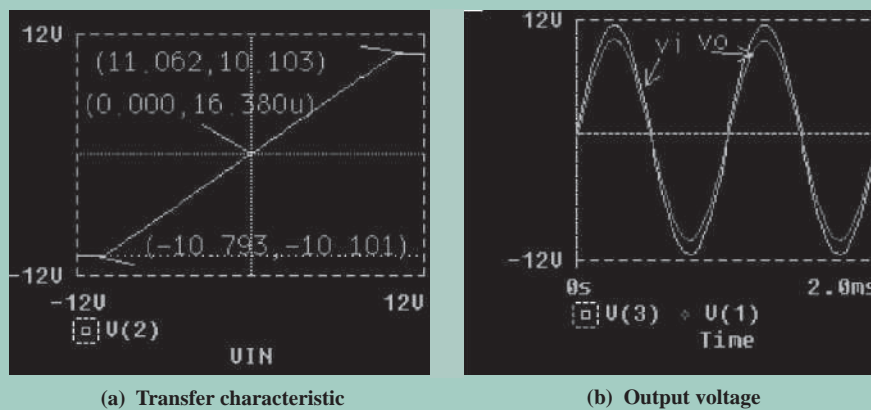 12V
(11.062,10.103)
(0.000,16.380u)
(-10.793,-10.101)
-12V
-12V 12V
V(2)
VIN
(a) Transfer characteristic
12V
vi vo
-12V
0s 2.0ms
V(3) V(1)
Time
(b) Output voltage